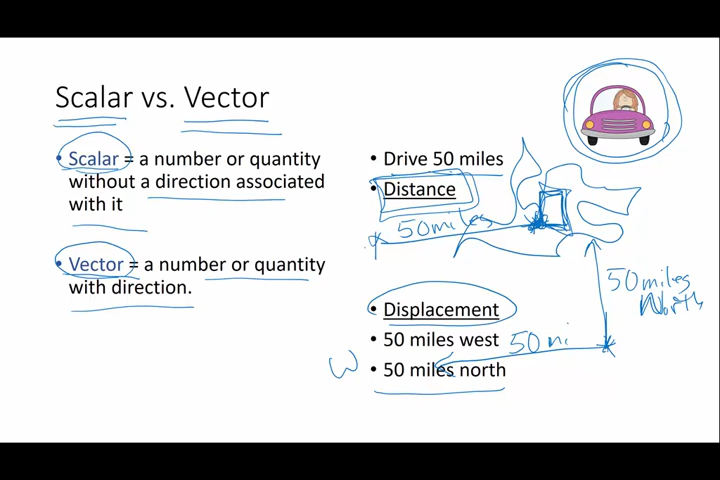 Scalar vs. Vector
• Scalar = a number or quantity
without a direction associated
with it
• Vector = a number or quantity
with direction.
• Drive 50 miles
• Distance
50 miles
• Displacement
• 50 miles west
• 50 miles north
50 miles
North
50 mi
W